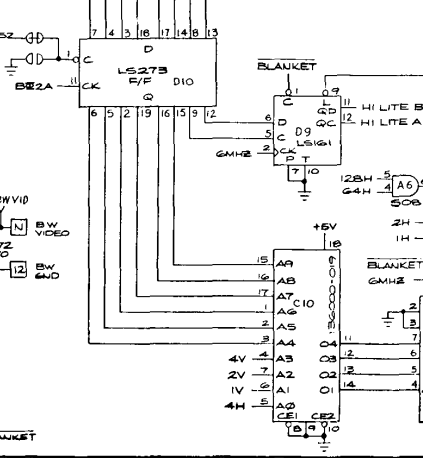 7 4 3 18 17 14 8 13
D
1 C
LS273
F/F D10
11 CK
BⅢ2A
Q
6 5 2 19 16 15 9 12
BLANKET
1 9
C L
6 D QD 11 HI LITE B
QC 12 HI LITE A
5 C D9
LS161
6MHZ 2 CK
P T
7 10
128H 5
64H 4
A6
2H
1H
+5V
18
N BW
VIDEO
12 BW
GND
BLANKET
6MHZ
15 A9
16 A8
17 A7
C10
136000-09
1 A6
2 A5
3 A4 O4 11 7
4V 4 A3 O3 12 6
2V 7 A2 O2 13 5
1V 6 A1 O1 14 4
4H 5 A0
CE1 CE2
8 9 10
2
3